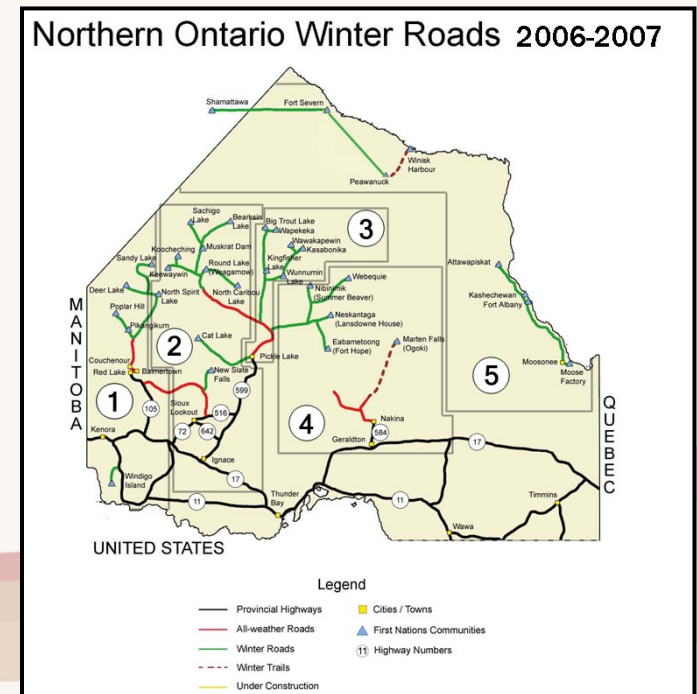 Northern Ontario Winter Roads 2006-2007
Shamattawa
Fort Severn
Winisk
Harbour
Peawanuck
Sachigo
Lake
Bearskin
Lake
Big Trout Lake
Wapekeka
3
Koocheching
Muskrat Dam
Wawakapewin
Kasabonika
Sandy Lake
Keewaywin
Round Lake
(Weagamow)
Kingfisher
Lake
Wunnumin
Lake
Webequie
Attawapiskat
Deer Lake
North Spirit
Lake
North Caribou
Lake
Nibinimik
(Summer Beaver)
Kashechewan
Fort Albany
Poplar Hill
Pikangikum
Neskantaga
(Lansdowne House)
MANITOBA
2
Cat Lake
Eabametoong
(Fort Hope)
Marten Falls
(Ogoki)
Couchenour
Red Lake
Balmertown
Pickle Lake
New Slate
Falls
Moosonee
Moose
Factory
5
1
105
Sioux
Lookout
516
599
4
Nakina
QUEBEC
Kenora
72
642
584
Geraldton
17
Ignace
Windigo
Island
17
11
Thunder
Bay
11
Timmins
Wawa
UNITED STATES
Legend
Provincial Highways
Cities / Towns
All-weather Roads
First Nations Communities
Winter Roads
11 Highway Numbers
Winter Trails
Under Construction